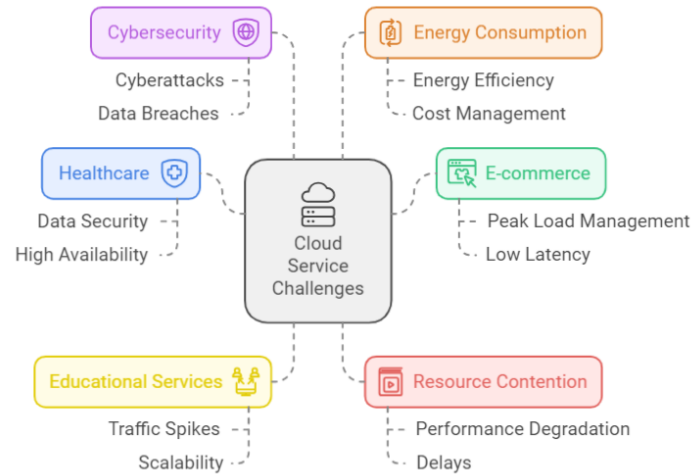 Cybersecurity
Cyberattacks
Data Breaches
Energy Consumption
Energy Efficiency
Cost Management
Healthcare
Data Security
High Availability
Cloud
Service
Challenges
E-commerce
Peak Load Management
Low Latency
Educational Services
Traffic Spikes
Scalability
Resource Contention
Performance Degradation
Delays